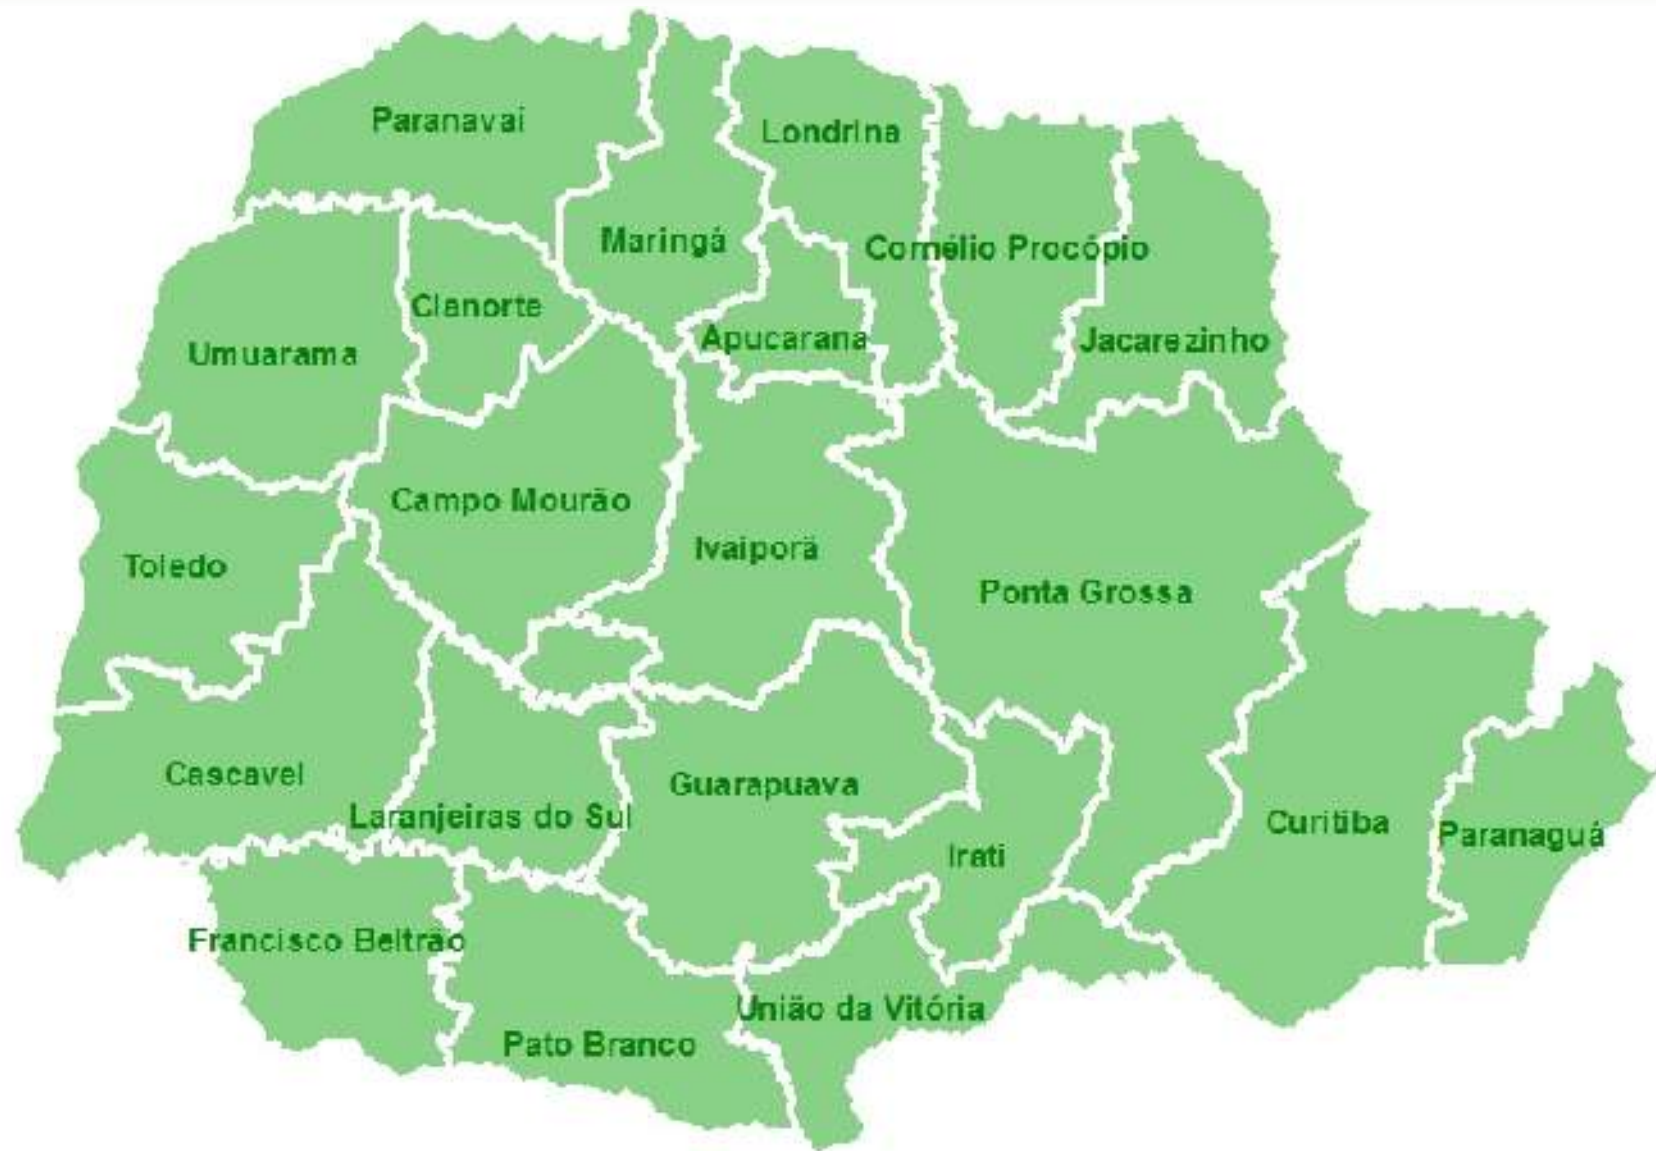 Paranavaí
Londrina
Maringá
Cornélio Procópio
Cianorte
Apucarana
Jacarezinho
Umuarama
Campo Mourão
Ivaiporã
Toledo
Ponta Grossa
Cascavel
Guarapuava
Laranjeiras do Sul
Curitiba
Paranaguá
Irati
Francisco Beltrão
União da Vitória
Pato Branco